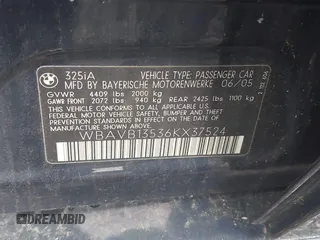 BMW
325iA VEHICLE TYPE: PASSENGER CAR
MFD BY BAYERISCHE MOTORENWERKE 06/05
GVWR 4409 lbs 2000 kg
GAWR FRONT 2072 lbs 940 kg REAR 2425 lbs 1100 kg
THIS VEHICLE CONFORMS TO ALL APPLICABLE
FEDERAL MOTOR VEHICLE SAFETY, BUMPER AND THEFT
PREVENTION STANDARDS IN EFFECT ON THE DATE OF
MANUFACTURE SHOWN ABOVE.
WBAVB13536KX37524
DREAMBID